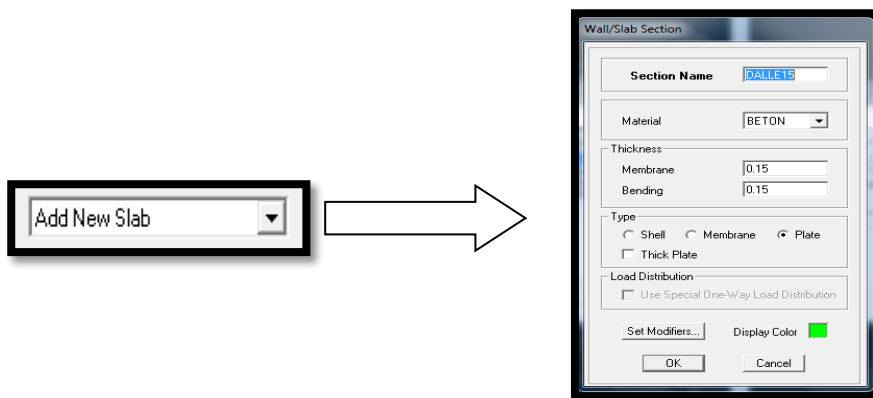 Add New Slab
Wall/Slab Section
Section Name DALLE15
Material BETON
Thickness
Membrane 0.15
Bending 0.15
Type
Shell Membrane Plate
Thick Plate
Load Distribution
Use Special One-Way Load Distribution
Set Modifiers... Display Color
OK Cancel